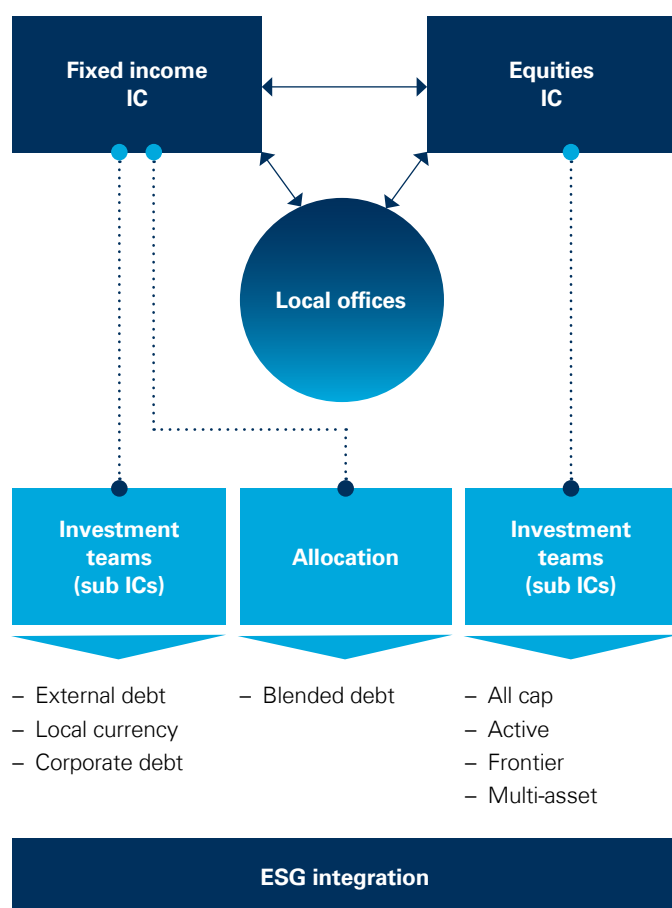 Fixed income
IC
Equities
IC
Local offices
Investment
teams
(sub ICs)
Allocation
Investment
teams
(sub ICs)
– External debt
– Local currency
– Corporate debt
– Blended debt
– All cap
– Active
– Frontier
– Multi-asset
ESG integration